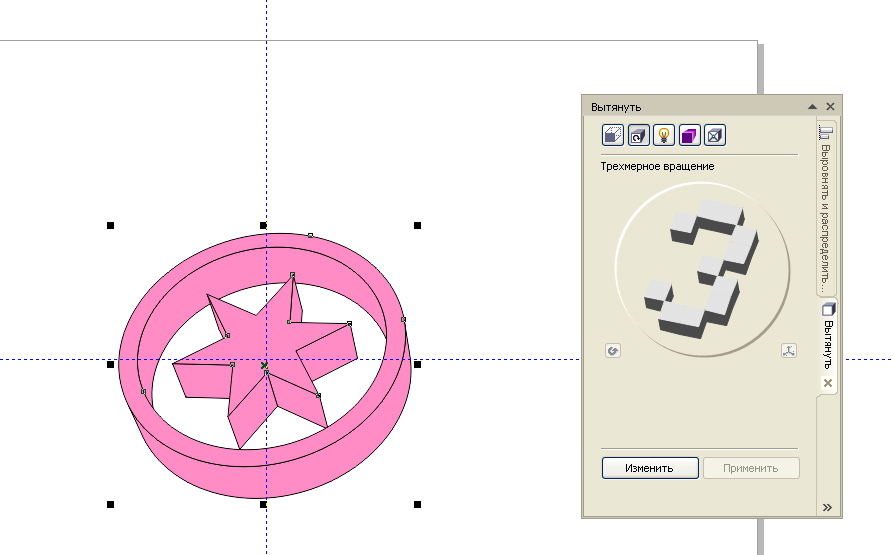 Вытянуть
Трехмерное вращение
Изменить
Применить
Выровнять и распределить...
Вытянуть